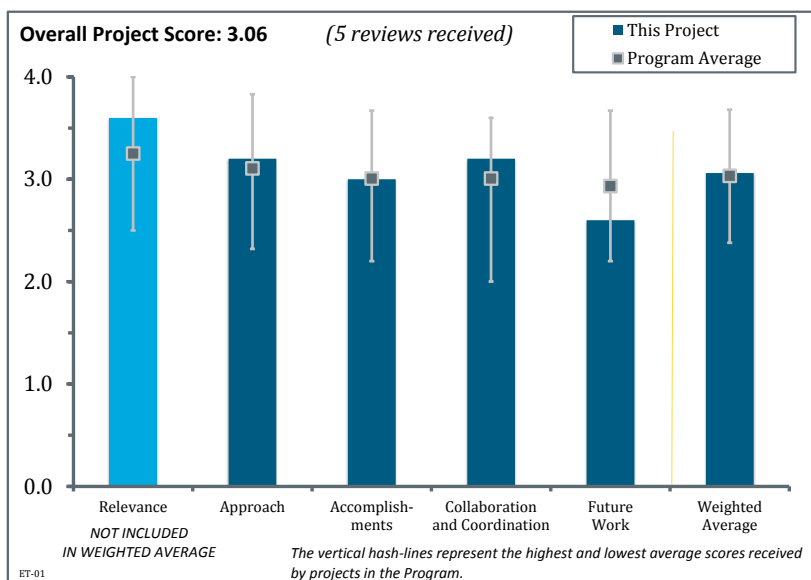 Overall Project Score: 3.06 (5 reviews received)
This Project
Program Average
4.0
3.0
2.0
1.0
0.0
Relevance
Approach
Accomplish-
ments
Collaboration
and Coordination
Future
Work
Weighted
Average
NOT INCLUDED
IN WEIGHTED AVERAGE
The vertical hash-lines represent the highest and lowest average scores received
by projects in the Program.
ET-01